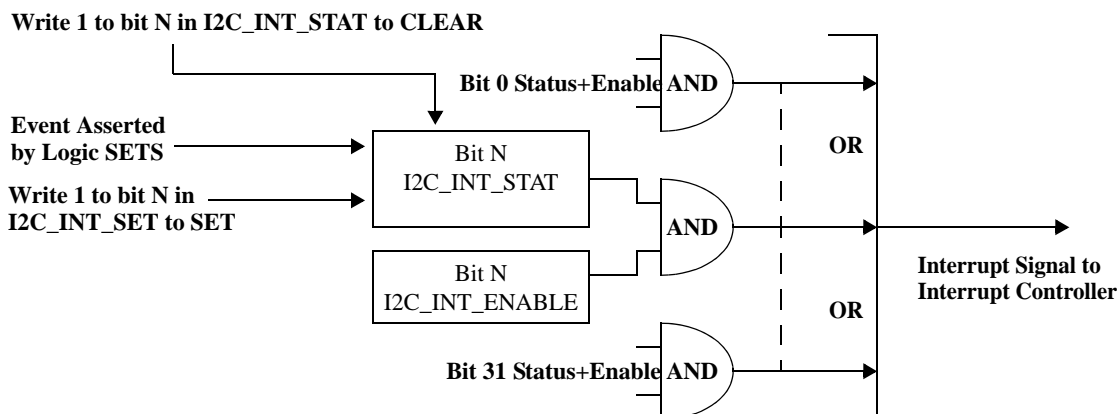 Write 1 to bit N in I2C_INT_STAT to CLEAR
Bit 0 Status+Enable
AND
Event Asserted
by Logic SETS
Bit N
I2C_INT_STAT
OR
Write 1 to bit N in
I2C_INT_SET to SET
AND
Bit N
I2C_INT_ENABLE
Interrupt Signal to
Interrupt Controller
OR
Bit 31 Status+Enable
AND